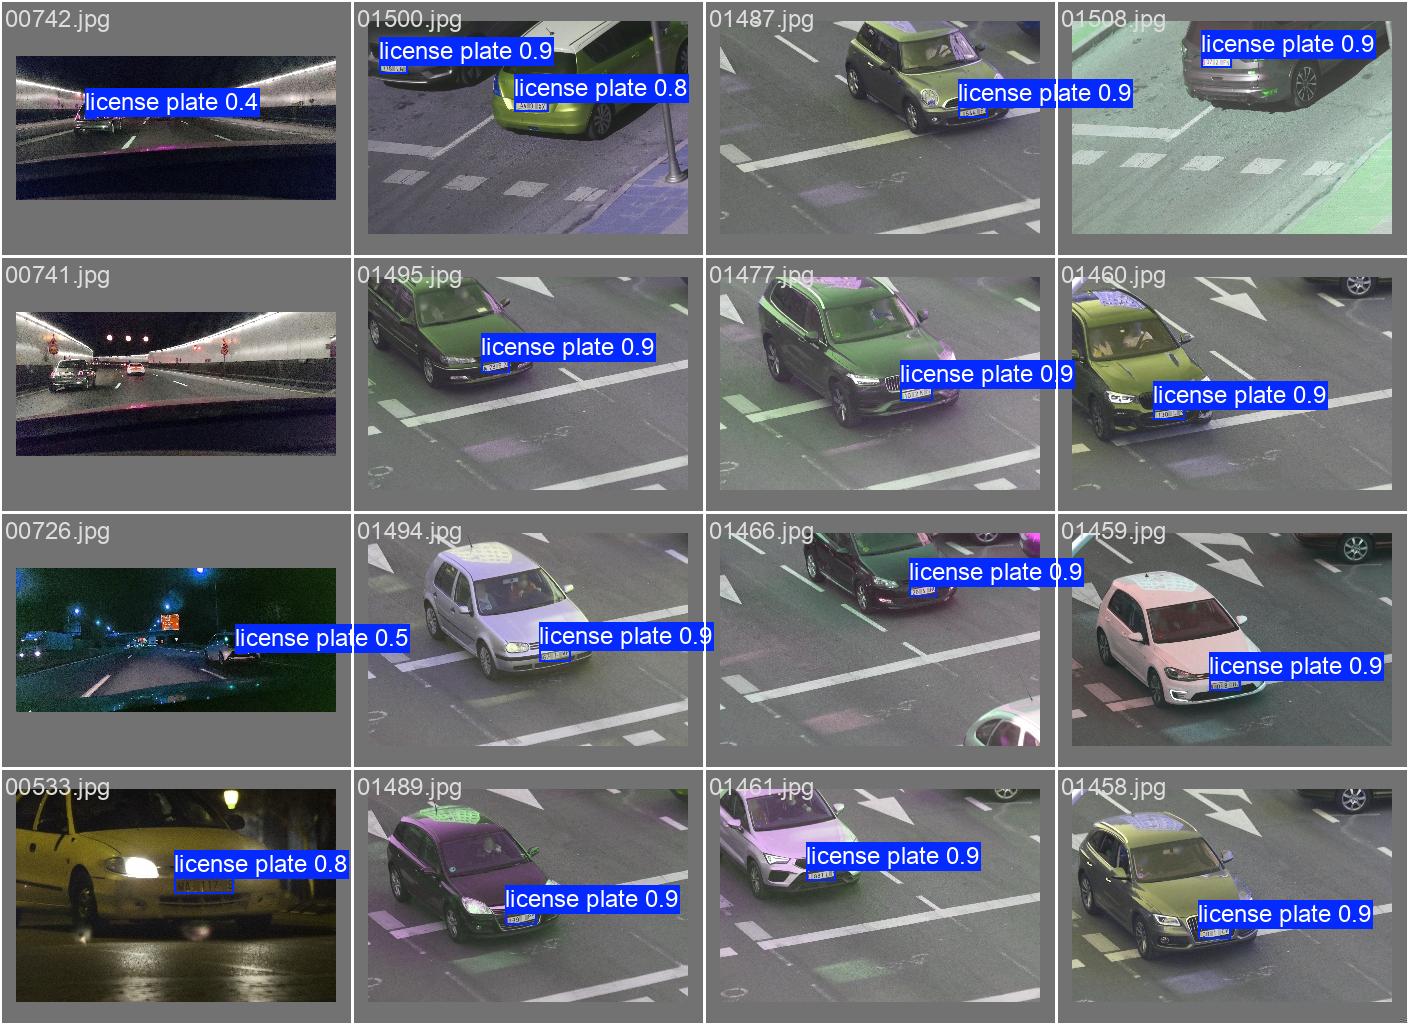 00742.jpg
license plate 0.4
01500.jpg
license plate 0.9
license plate 0.8
01487.jpg
license plate 0.9
01508.jpg
license plate 0.9
00741.jpg
01495.jpg
license plate 0.9
01477.jpg
license plate 0.9
01460.jpg
license plate 0.9
00726.jpg
license plate 0.5
01494.jpg
license plate 0.9
01466.jpg
license plate 0.9
01459.jpg
license plate 0.9
00533.jpg
license plate 0.8
01489.jpg
license plate 0.9
01461.jpg
license plate 0.9
01458.jpg
license plate 0.9